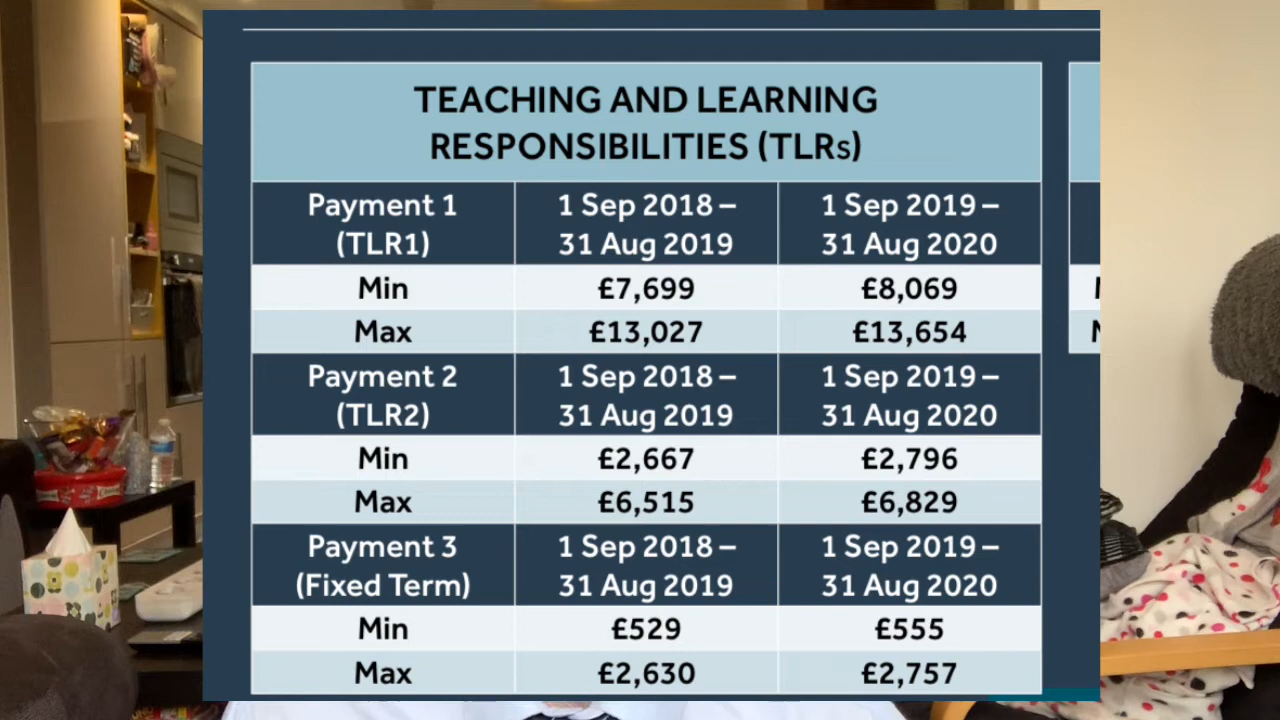 TEACHING AND LEARNING
RESPONSIBILITIES (TLRs)
Payment 1 (TLR1) 1 Sep 2018 – 31 Aug 2019 1 Sep 2019 – 31 Aug 2020
Min £7,699 £8,069
Max £13,027 £13,654
Payment 2 (TLR2) 1 Sep 2018 – 31 Aug 2019 1 Sep 2019 – 31 Aug 2020
Min £2,667 £2,796
Max £6,515 £6,829
Payment 3 (Fixed Term) 1 Sep 2018 – 31 Aug 2019 1 Sep 2019 – 31 Aug 2020
Min £529 £555
Max £2,630 £2,757